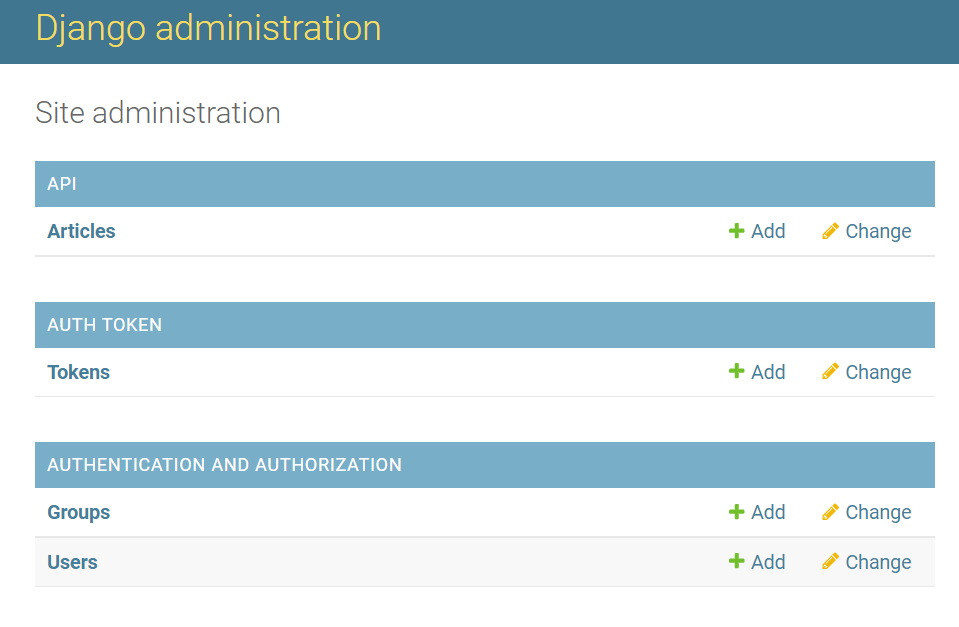 Django administration
Site administration
API
Articles Add Change
AUTH TOKEN
Tokens Add Change
AUTHENTICATION AND AUTHORIZATION
Groups Add Change
Users Add Change